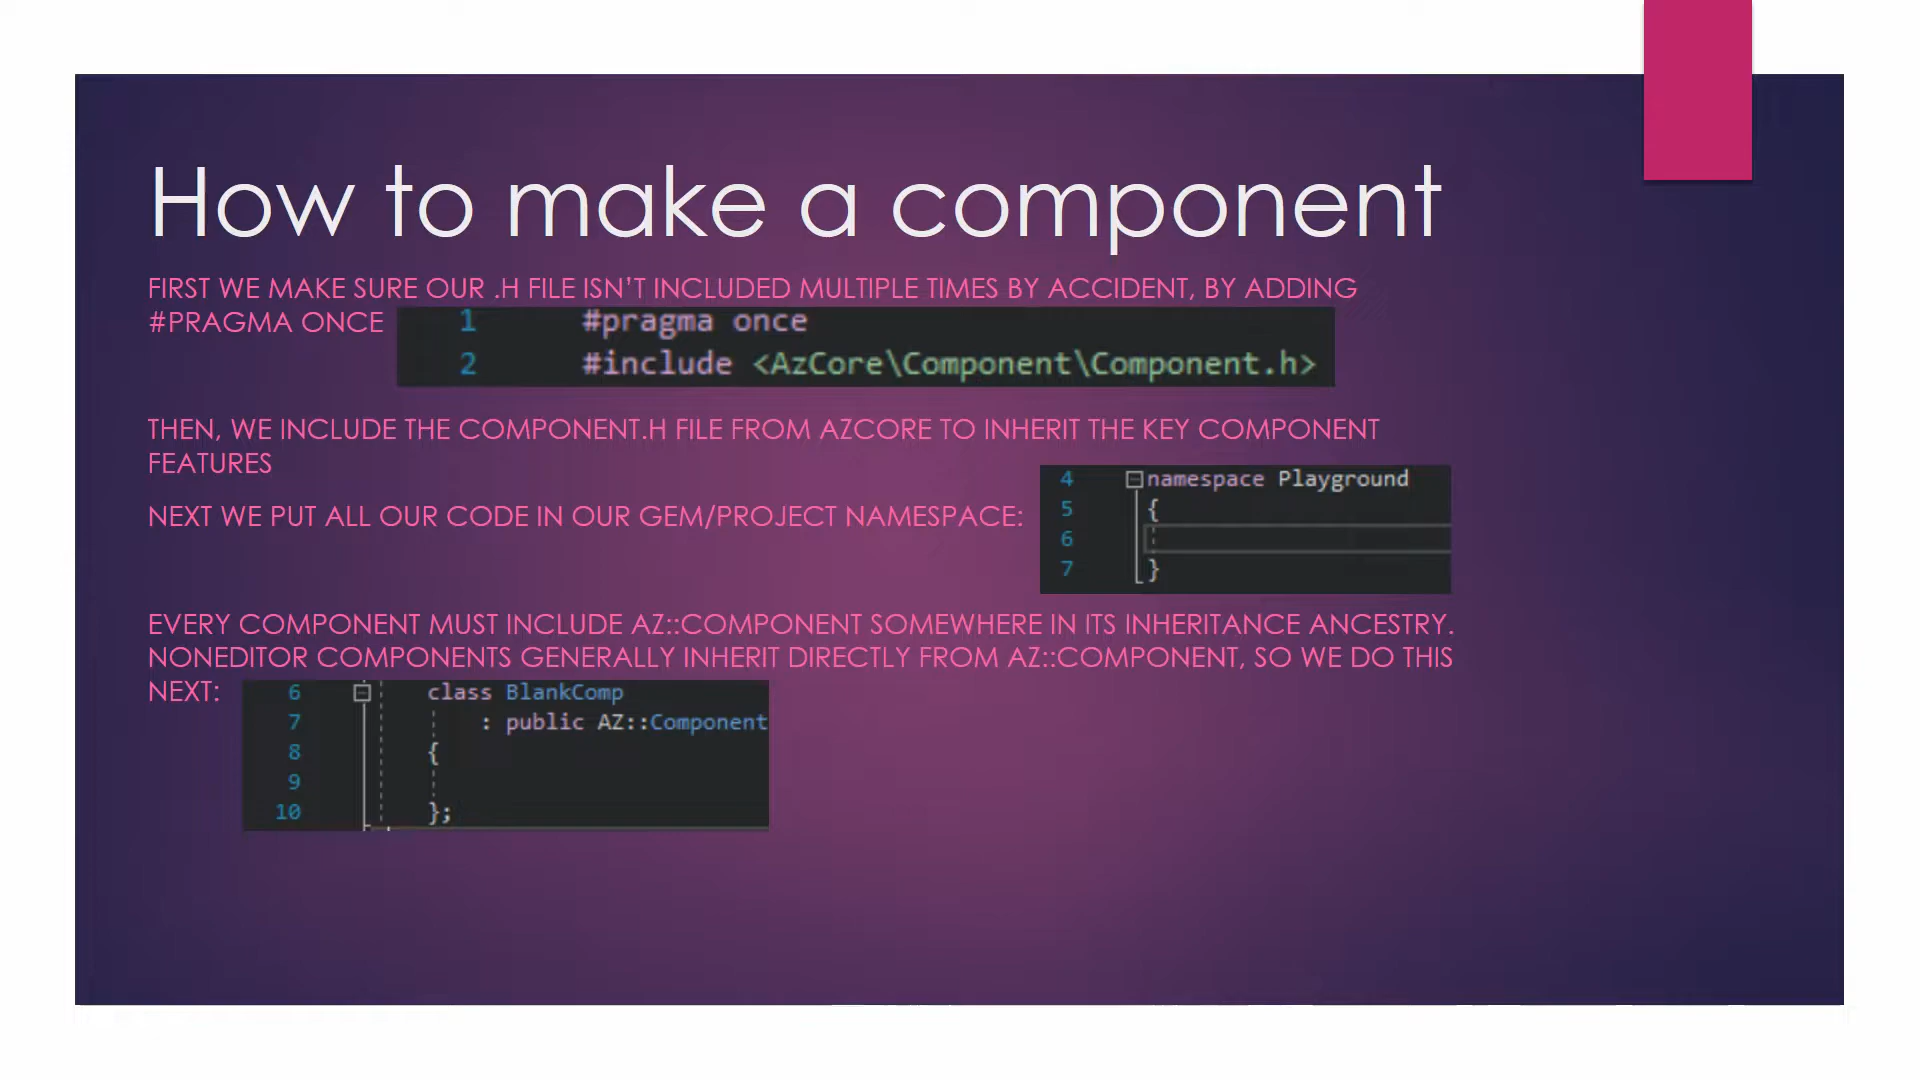 How to make a component
FIRST WE MAKE SURE OUR .H FILE ISN'T INCLUDED MULTIPLE TIMES BY ACCIDENT, BY ADDING
#PRAGMA ONCE
1 #pragma once
2 #include <AzCore\Component\Component.h>
THEN, WE INCLUDE THE COMPONENT.H FILE FROM AZCORE TO INHERIT THE KEY COMPONENT
FEATURES
NEXT WE PUT ALL OUR CODE IN OUR GEM/PROJECT NAMESPACE:
4 namespace Playground
5 {
6
7 }
EVERY COMPONENT MUST INCLUDE AZ::COMPONENT SOMEWHERE IN ITS INHERITANCE ANCESTRY.
NONEDITOR COMPONENTS GENERALLY INHERIT DIRECTLY FROM AZ::COMPONENT, SO WE DO THIS
NEXT:
6 class BlankComp
7 : public AZ::Component
8 {
9
10 };